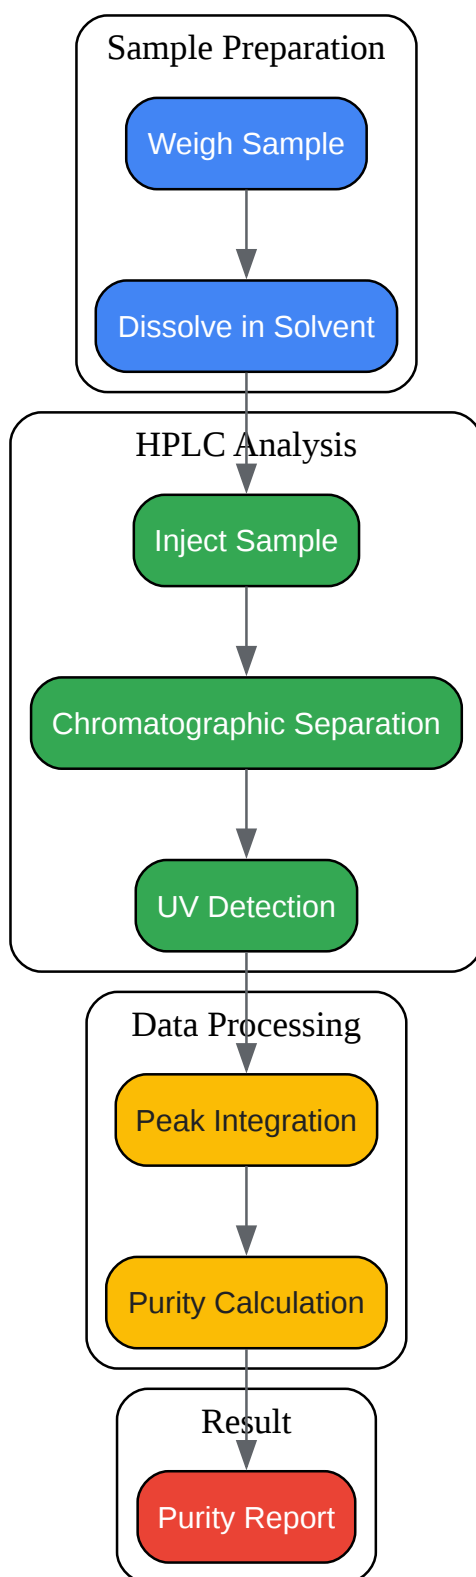 Sample Preparation
Weigh Sample
Dissolve in Solvent
HPLC Analysis
Inject Sample
Chromatographic Separation
UV Detection
Data Processing
Peak Integration
Purity Calculation
Result
Purity Report